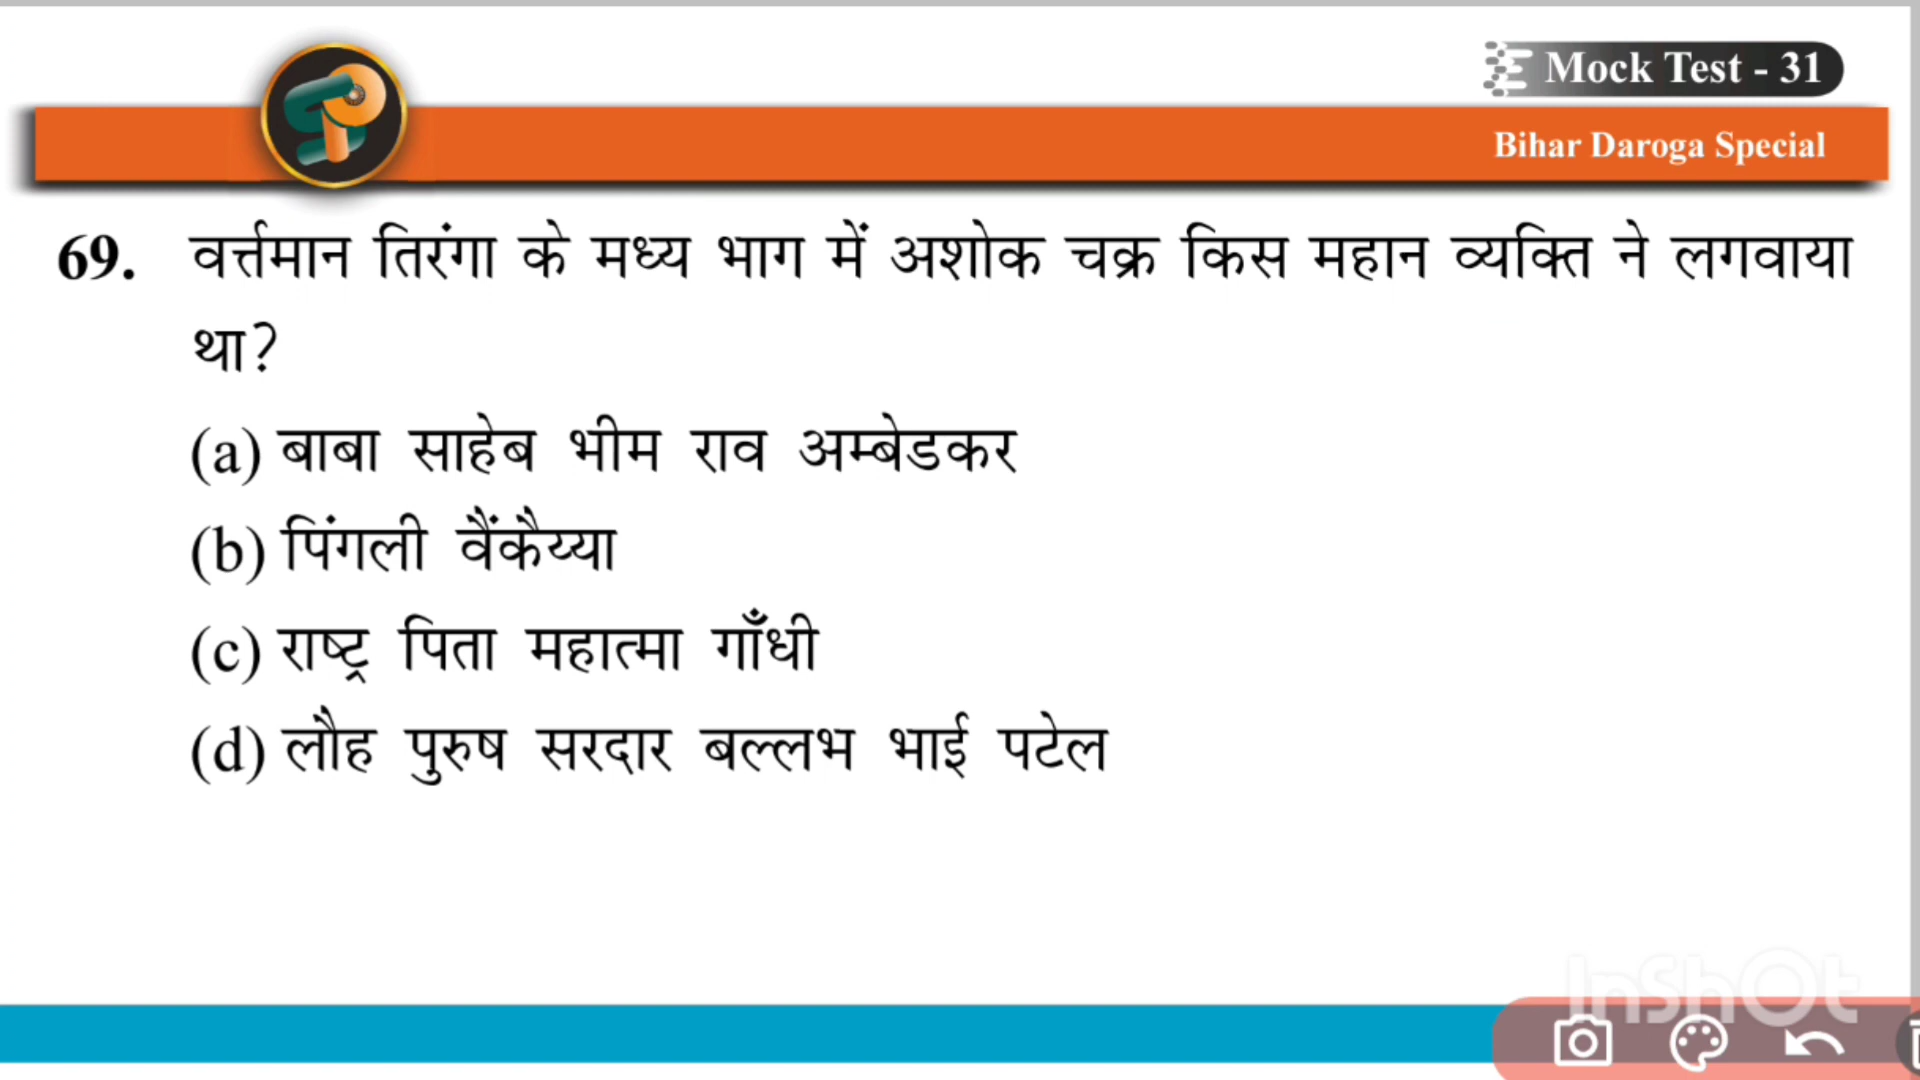 Mock Test - 31
Bihar Daroga Special
69. वर्त्तमान तिरंगा के मध्य भाग में अशोक चक्र किस महान व्यक्ति ने लगवाया
था?
(a) बाबा साहेब भीम राव अम्बेडकर
(b) पिंगली वैंकैय्या
(c) राष्ट्र पिता महात्मा गाँधी
(d) लौह पुरुष सरदार बल्लभ भाई पटेल
InShOt